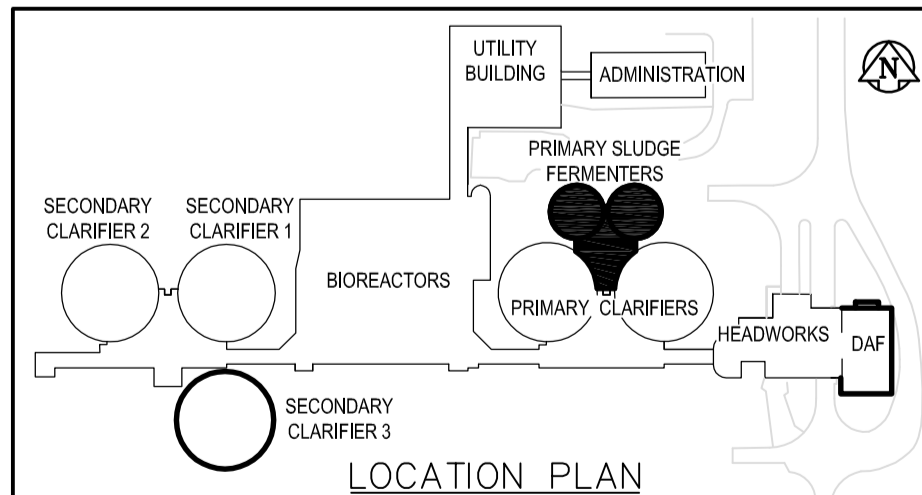 UTILITY
BUILDING
ADMINISTRATION
N
PRIMARY SLUDGE
FERMENTERS
SECONDARY
CLARIFIER 2
SECONDARY
CLARIFIER 1
BIOREACTORS
PRIMARY CLARIFIERS
HEADWORKS
DAF
SECONDARY
CLARIFIER 3
LOCATION PLAN